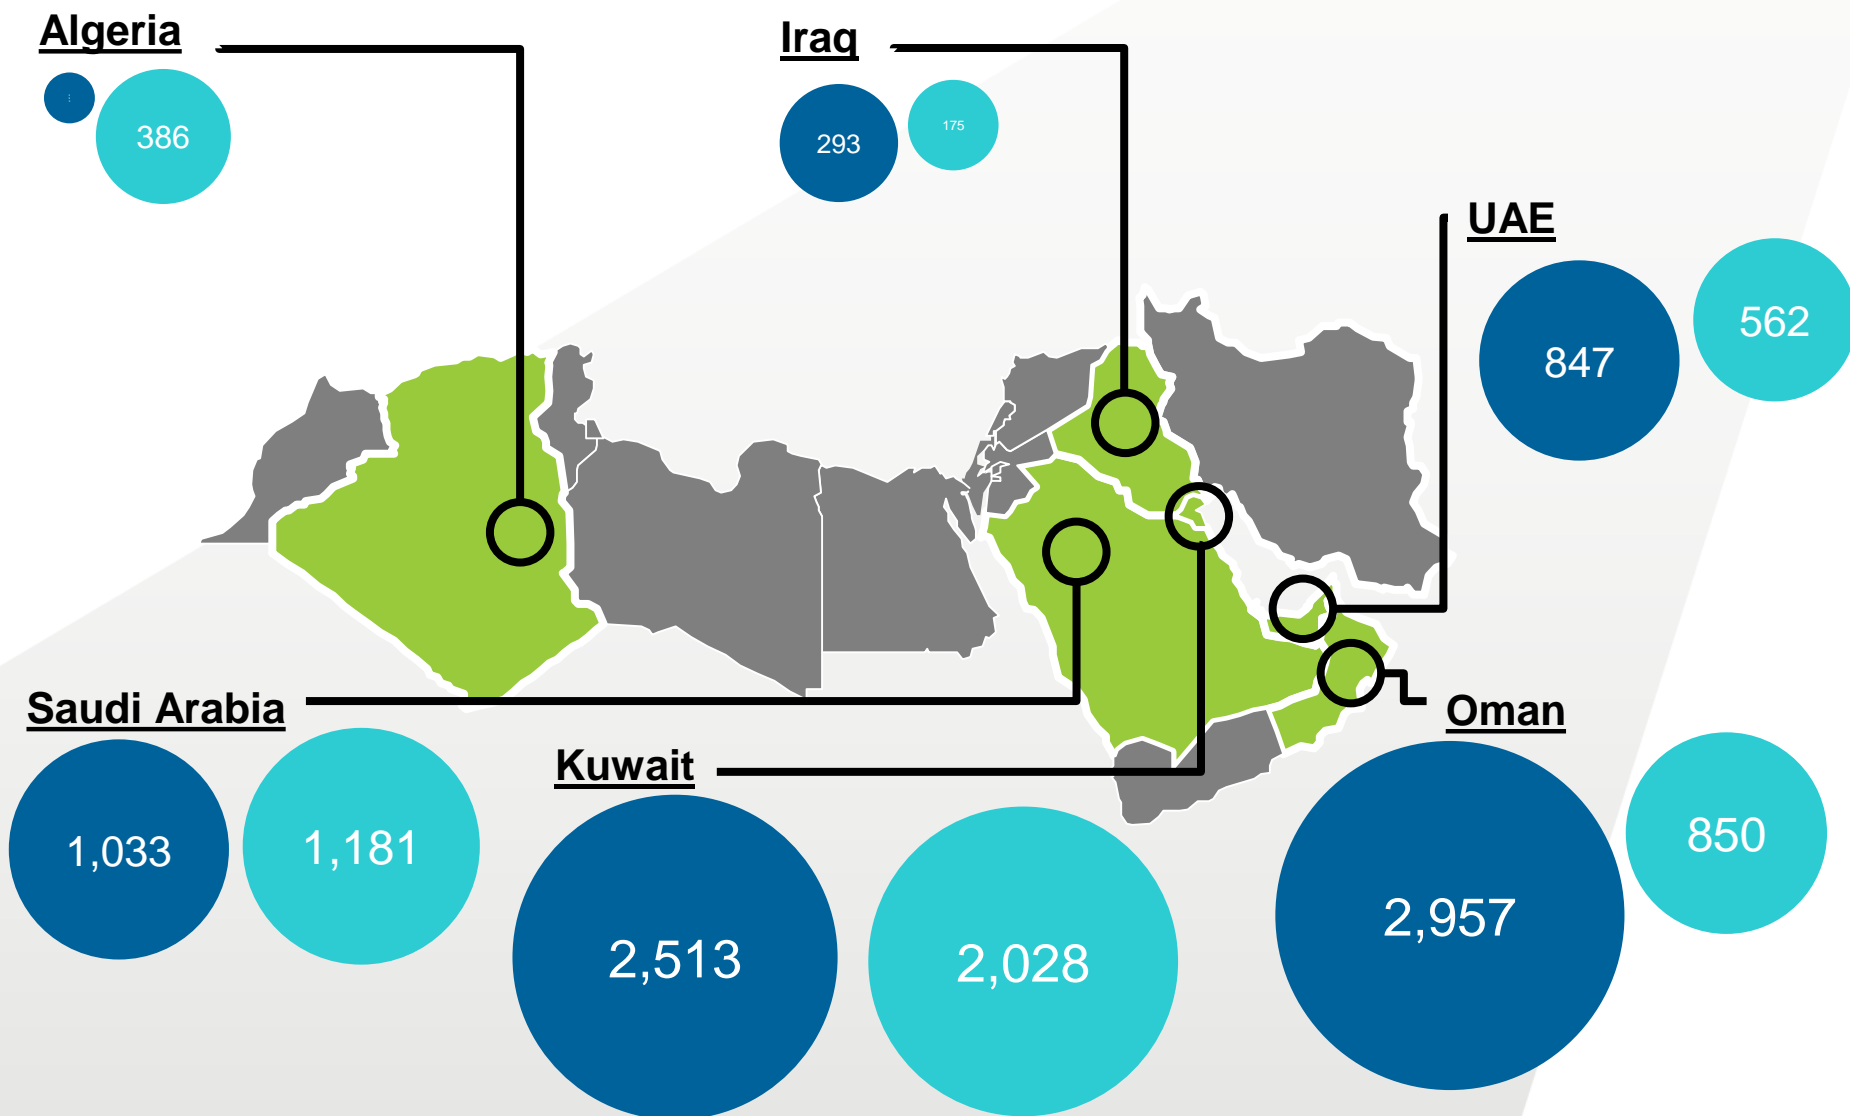 Algeria
386
Iraq
293
175
UAE
847
562
Saudi Arabia
1,033
1,181
Kuwait
2,513
2,028
Oman
2,957
850